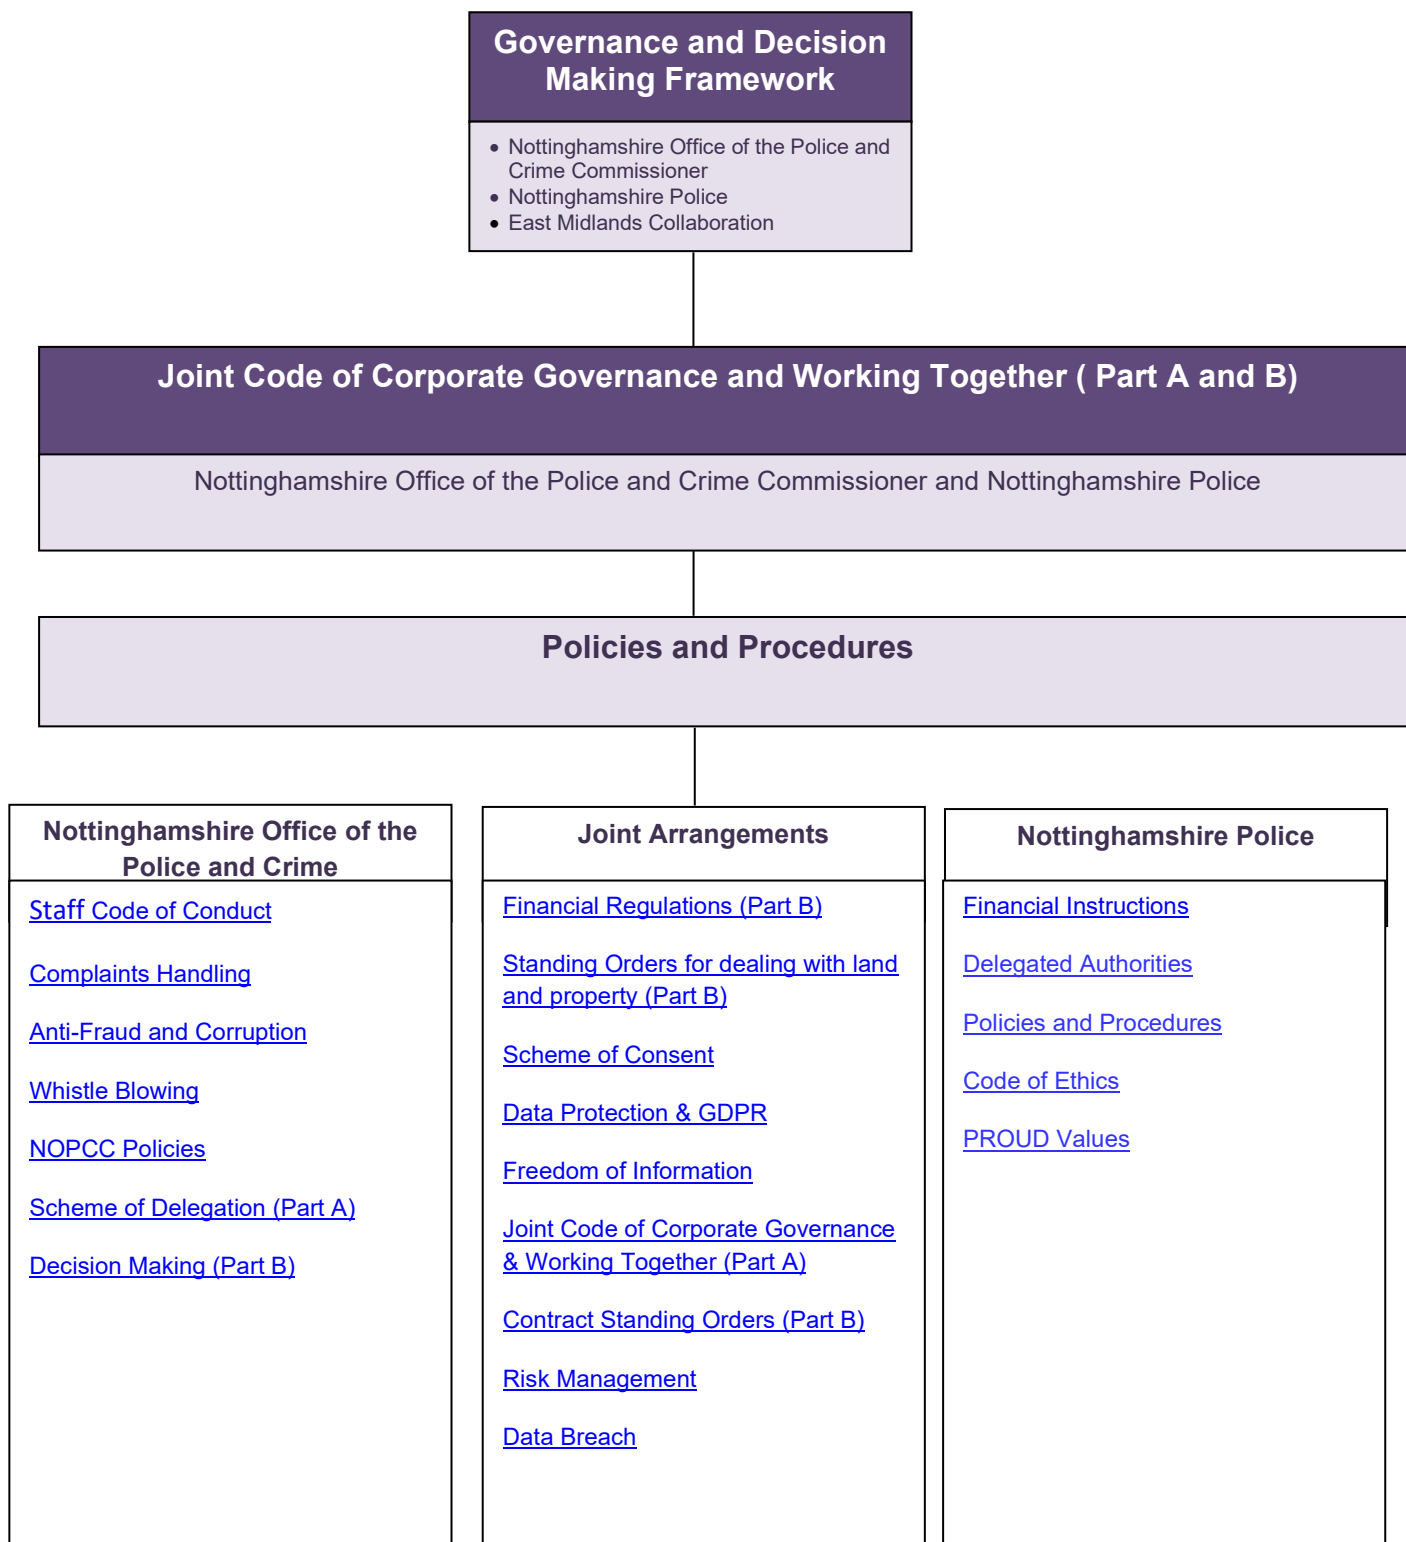 Governance and Decision
Making Framework
• Nottinghamshire Office of the Police and
Crime Commissioner
• Nottinghamshire Police
• East Midlands Collaboration
Joint Code of Corporate Governance and Working Together ( Part A and B)
Nottinghamshire Office of the Police and Crime Commissioner and Nottinghamshire Police
Policies and Procedures
Nottinghamshire Office of the
Police and Crime
Staff Code of Conduct
Complaints Handling
Anti-Fraud and Corruption
Whistle Blowing
NOPCC Policies
Scheme of Delegation (Part A)
Decision Making (Part B)
Joint Arrangements
Financial Regulations (Part B)
Standing Orders for dealing with land
and property (Part B)
Scheme of Consent
Data Protection & GDPR
Freedom of Information
Joint Code of Corporate Governance
& Working Together (Part A)
Contract Standing Orders (Part B)
Risk Management
Data Breach
Nottinghamshire Police
Financial Instructions
Delegated Authorities
Policies and Procedures
Code of Ethics
PROUD Values